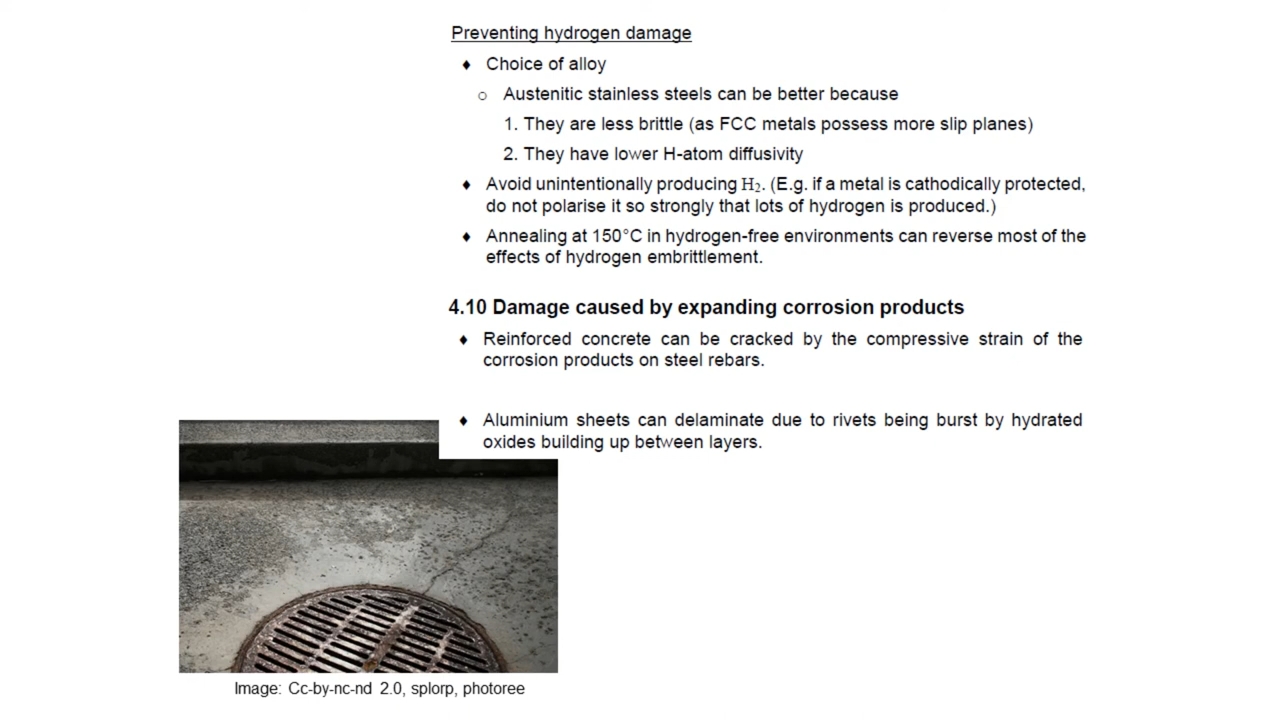 Preventing hydrogen damage
♦ Choice of alloy
○ Austenitic stainless steels can be better because
1. They are less brittle (as FCC metals possess more slip planes)
2. They have lower H-atom diffusivity
♦ Avoid unintentionally producing H₂. (E.g. if a metal is cathodically protected,
do not polarise it so strongly that lots of hydrogen is produced.)
♦ Annealing at 150°C in hydrogen-free environments can reverse most of the
effects of hydrogen embrittlement.
4.10 Damage caused by expanding corrosion products
♦ Reinforced concrete can be cracked by the compressive strain of the
corrosion products on steel rebars.
♦ Aluminium sheets can delaminate due to rivets being burst by hydrated
oxides building up between layers.
Image: Cc-by-nc-nd 2.0, splorp, photoree